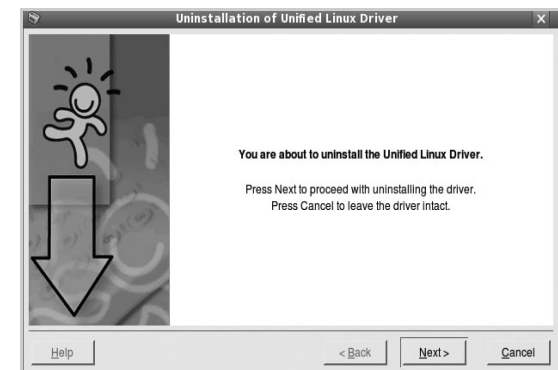 Uninstallation of Unified Linux Driver X
You are about to uninstall the Unified Linux Driver.
Press Next to proceed with uninstalling the driver.
Press Cancel to leave the driver intact.
Help < Back Next > Cancel